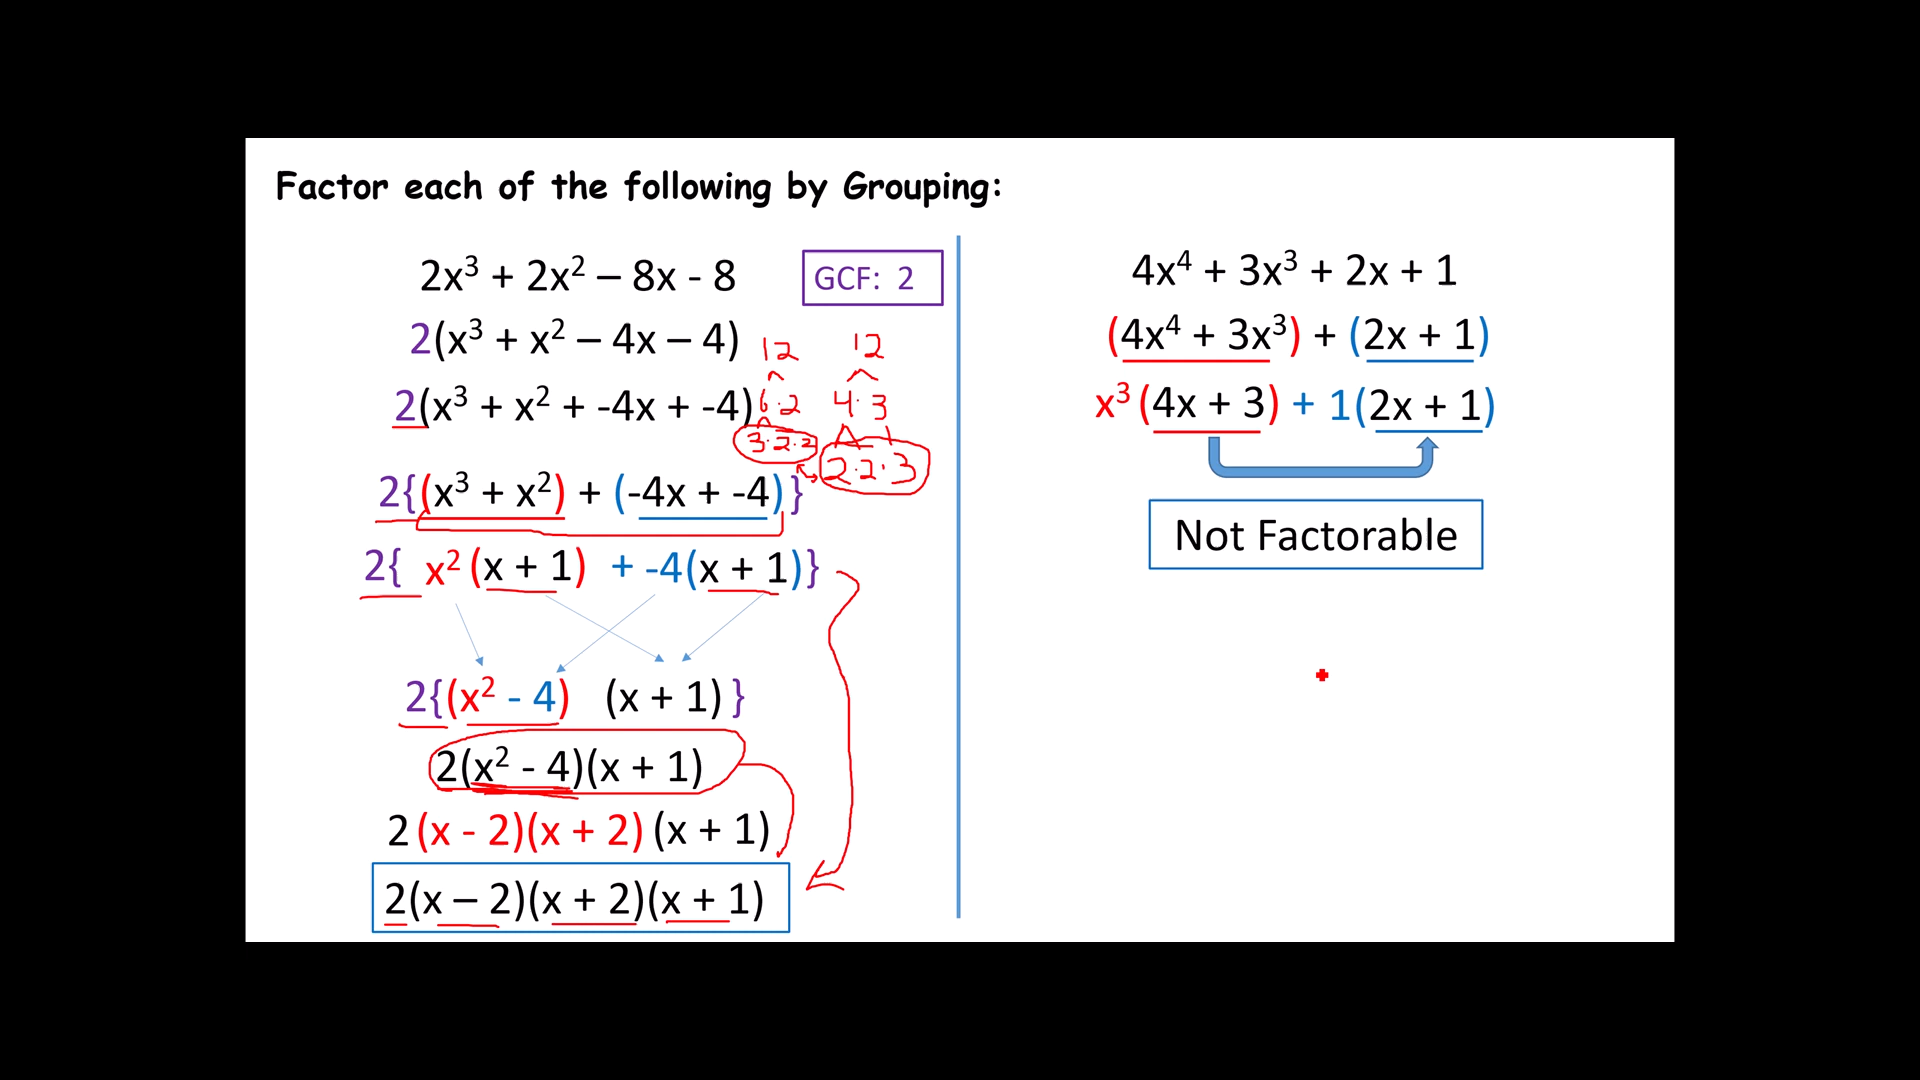 Factor each of the following by Grouping:
2x³ + 2x² – 8x - 8
GCF: 2
2(x³ + x² – 4x – 4)
12
12
2(x³ + x² + -4x + -4)
6·2
4·3
3·2·2
2·2·3
2{(x³ + x²) + (-4x + -4)}
2{ x² (x + 1) + -4(x + 1)}
2{(x² - 4) (x + 1) }
2(x² - 4)(x + 1)
2 (x - 2)(x + 2) (x + 1)
2(x – 2)(x + 2)(x + 1)
4x⁴ + 3x³ + 2x + 1
(4x⁴ + 3x³) + (2x + 1)
x³ (4x + 3) + 1(2x + 1)
Not Factorable